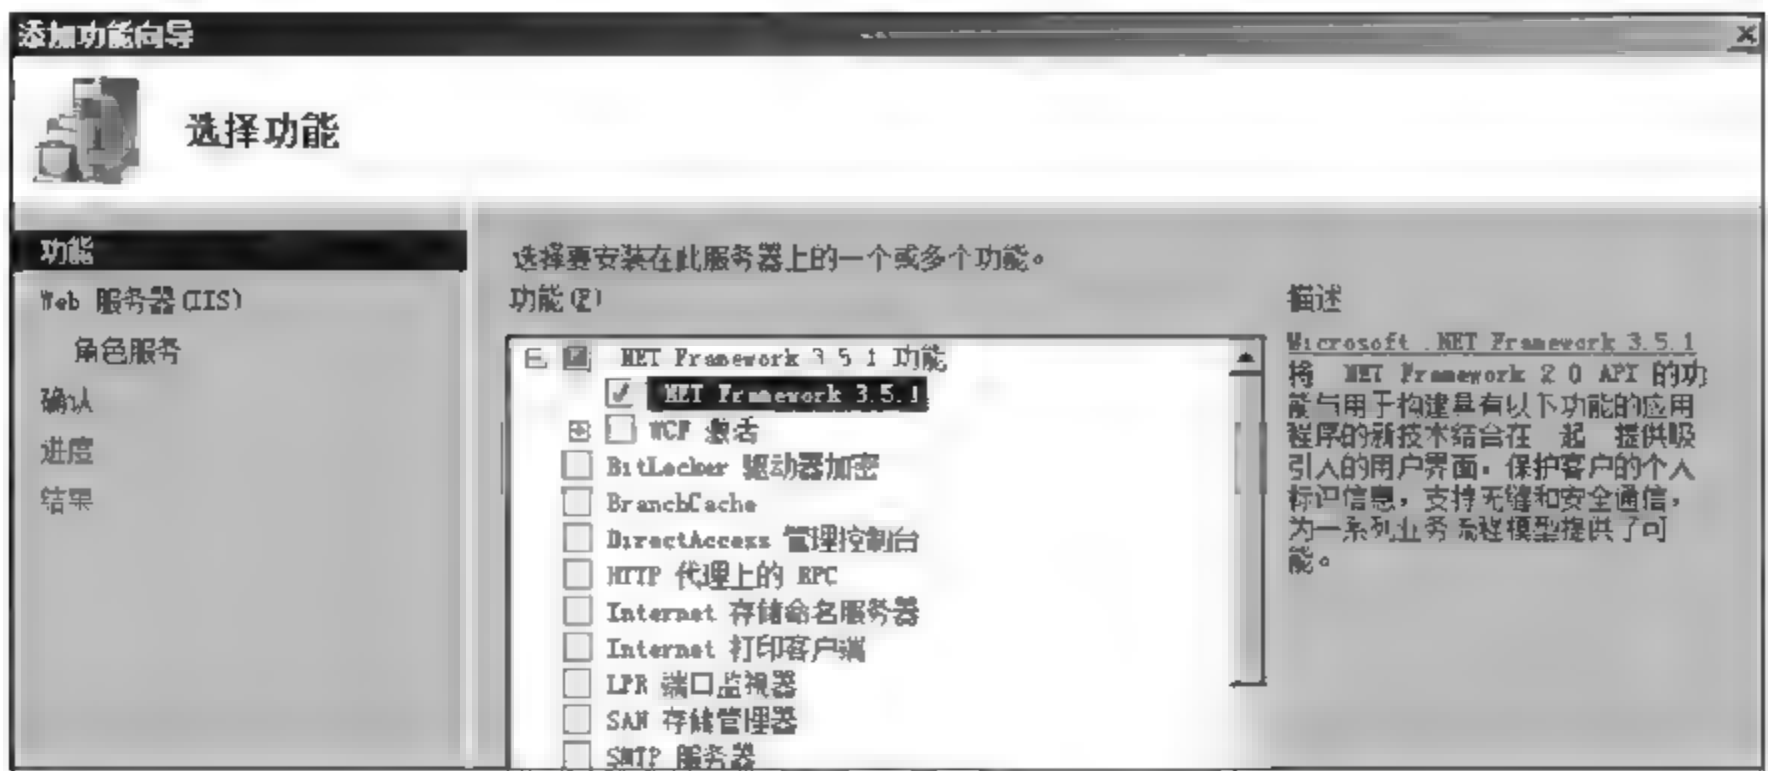 添加功能向导
选择功能
功能
Web 服务器(IIS)
角色服务
确认
进度
结果
选择要安装在此服务器上的一个或多个功能。
功能(F)
NET Framework 3 5 1 功能
NET Framework 3.5.1
WCF 激活
BitLocker 驱动器加密
BranchCache
DirectAccess 管理控制台
HTTP 代理上的 RPC
Internet 存储命名服务器
Internet 打印客户端
LPR 端口监视器
SAN 存储管理器
SMTP 服务器
描述
Microsoft .NET Framework 3.5.1
将 NET Framework 2 0 API 的功
能与用于构建具有以下功能的应用
程序的新技术结合在 起 提供吸
引人的用户界面，保护客户的个人
标识信息，支持无缝和安全通信，
为一系列业务流程模型提供了可
能。